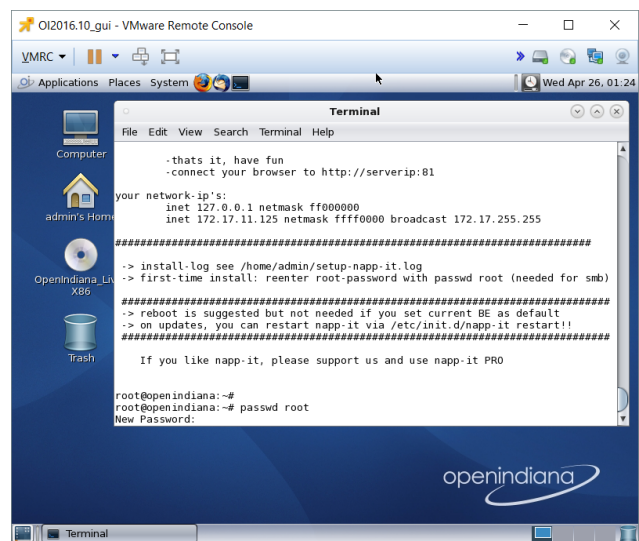 OI2016.10_gui - VMware Remote Console
VMRC
Applications Places System
Wed Apr 26, 01:24
Terminal
File Edit View Search Terminal Help
-thats it, have fun
-connect your browser to http://serverip:81
your network-ip's:
inet 127.0.0.1 netmask ff000000
inet 172.17.11.125 netmask ffff0000 broadcast 172.17.255.255
###########################################################################
-> install-log see /home/admin/setup-napp-it.log
-> first-time install: reenter root-password with passwd root (needed for smb)
#############################################################################
-> reboot is suggested but not needed if you set current BE as default
-> on updates, you can restart napp-it via /etc/init.d/napp-it restart!!
#############################################################################
If you like napp-it, please support us and use napp-it PRO
root@openindiana:~#
root@openindiana:~# passwd root
New Password:
Computer
admin's Home
OpenIndiana_Liv
X86
Trash
openindiana
Terminal